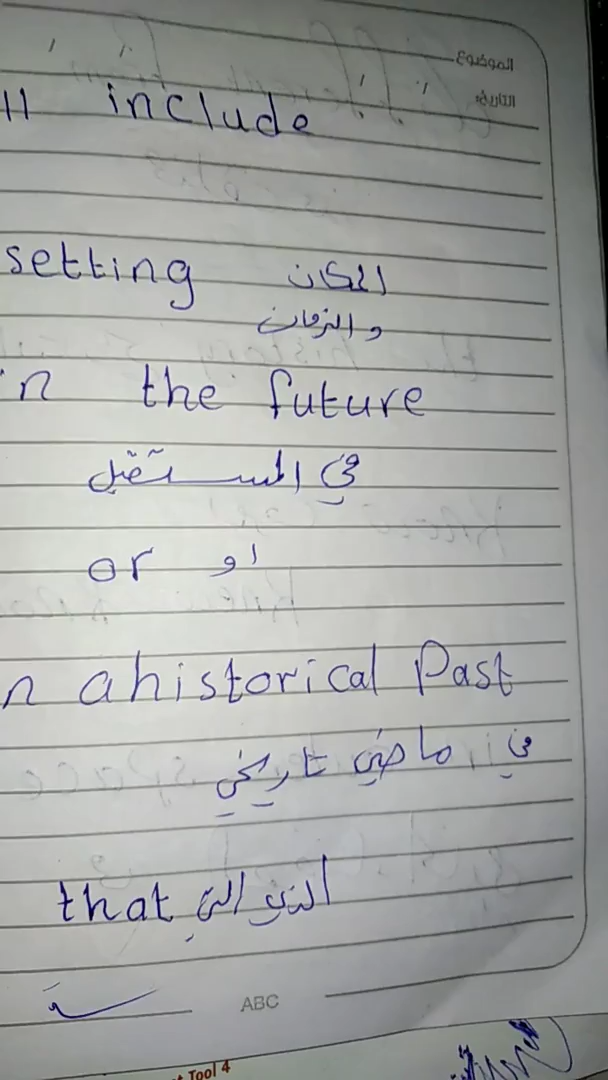 الموضوع
التاريخ
ll include
setting المكان
والزمان
n the future
في المستقبل
or او
n ahistorical Past
في ماضي تاريخي
that الذي التي
ABC
t Tool 4